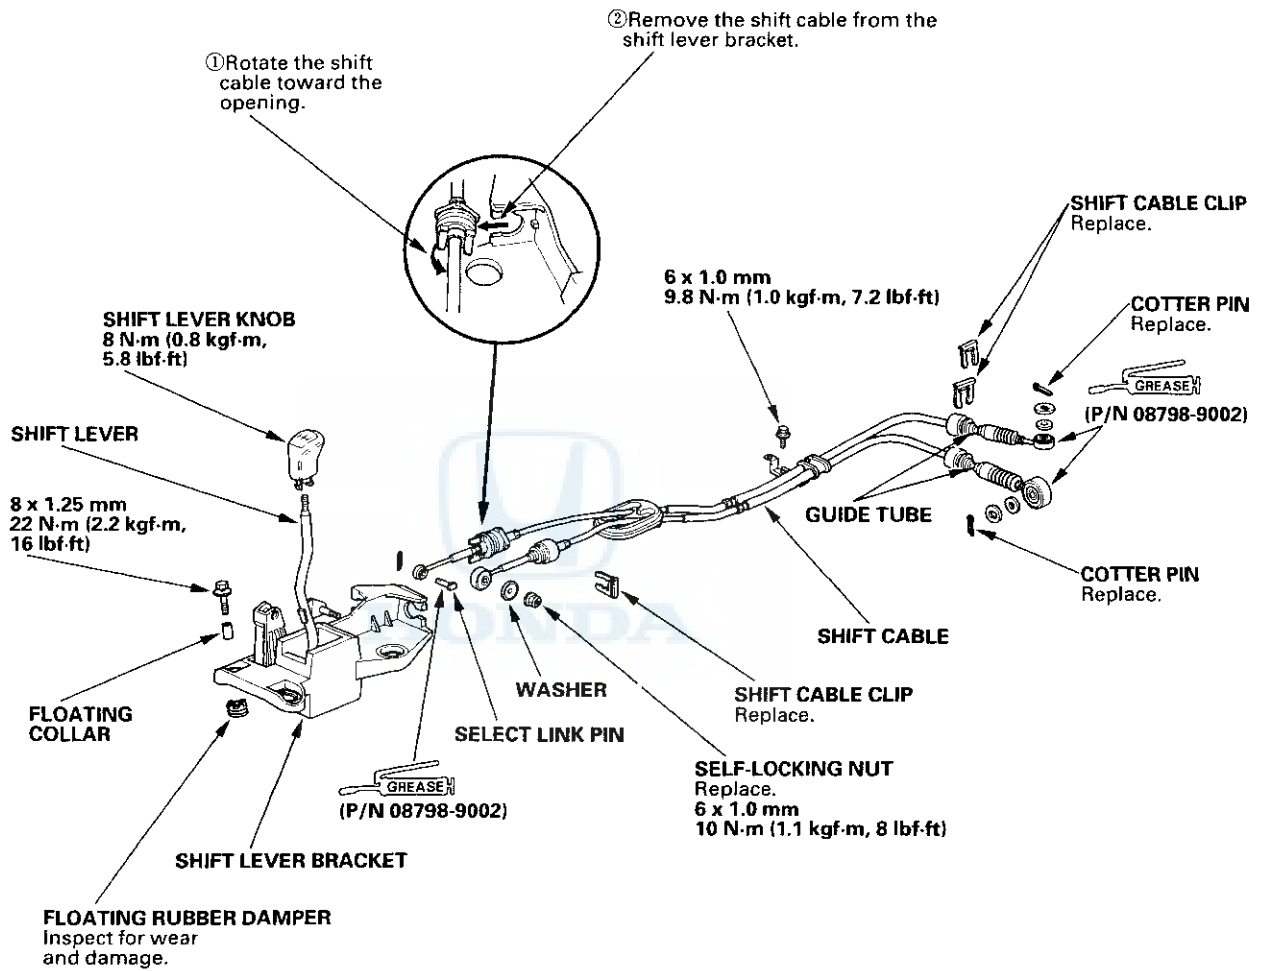 ②Remove the shift cable from the
shift lever bracket.
①Rotate the shift
cable toward the
opening.
SHIFT CABLE CLIP
Replace.
6 x 1.0 mm
9.8 N·m (1.0 kgf·m, 7.2 lbf·ft)
COTTER PIN
Replace.
SHIFT LEVER KNOB
8 N·m (0.8 kgf·m,
5.8 lbf·ft)
GREASE
(P/N 08798-9002)
SHIFT LEVER
8 x 1.25 mm
22 N·m (2.2 kgf·m,
16 lbf·ft)
GUIDE TUBE
COTTER PIN
Replace.
SHIFT CABLE
HONDA
WASHER
SHIFT CABLE CLIP
Replace.
FLOATING
COLLAR
SELECT LINK PIN
SELF-LOCKING NUT
Replace.
6 x 1.0 mm
10 N·m (1.1 kgf·m, 8 lbf·ft)
GREASE
(P/N 08798-9002)
SHIFT LEVER BRACKET
FLOATING RUBBER DAMPER
Inspect for wear
and damage.